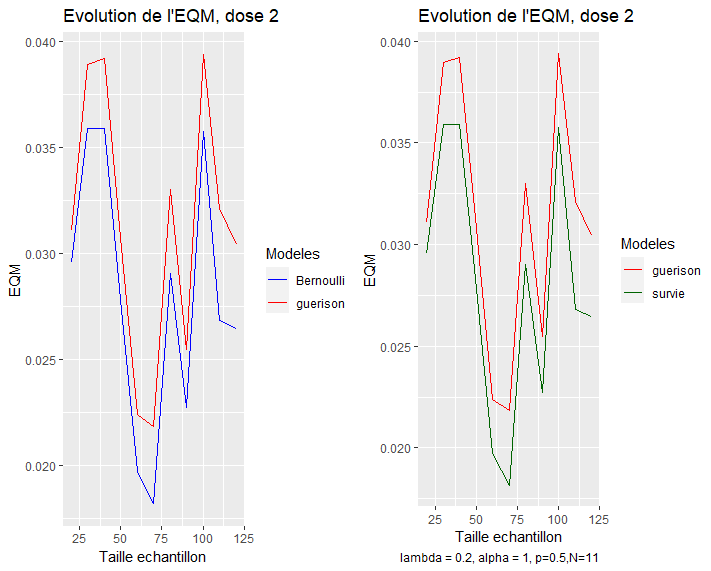 Evolution de l'EQM, dose 2
EQM
0.040
0.035
0.030
0.025
0.020
25
50
75
100
125
Taille echantillon
Modeles
Bernoulli
guerison
Evolution de l'EQM, dose 2
EQM
0.040
0.035
0.030
0.025
0.020
25
50
75
100
125
Taille echantillon
lambda = 0.2, alpha = 1, p=0.5,N=11
Modeles
guerison
survie